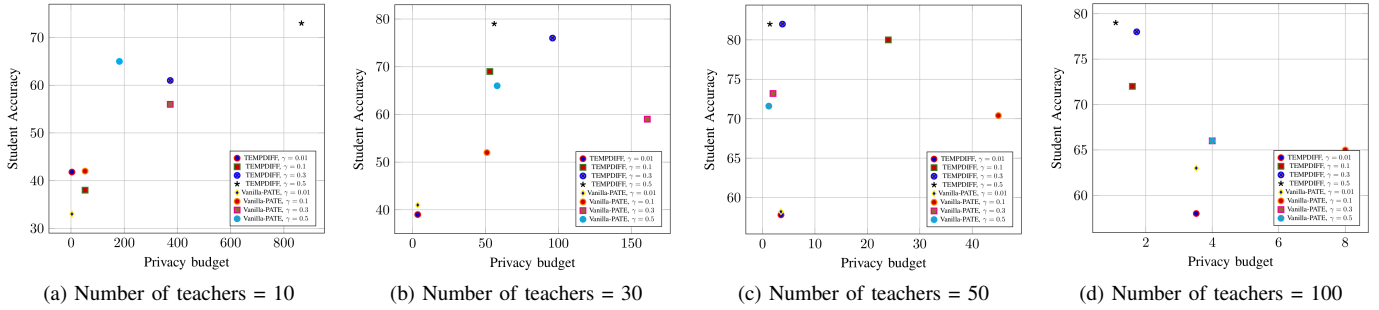 70
60
50
40
30
0
200
400
600
800
Student Accuracy
Privacy budget
TEMPDIFF, γ = 0.01
TEMPDIFF, γ = 0.1
TEMPDIFF, γ = 0.3
TEMPDIFF, γ = 0.5
Vanilla-PATE, γ = 0.01
Vanilla-PATE, γ = 0.1
Vanilla-PATE, γ = 0.3
Vanilla-PATE, γ = 0.5
(a) Number of teachers = 10
80
70
60
50
40
0
50
100
150
Student Accuracy
Privacy budget
TEMPDIFF, γ = 0.01
TEMPDIFF, γ = 0.1
TEMPDIFF, γ = 0.3
TEMPDIFF, γ = 0.5
Vanilla-PATE, γ = 0.01
Vanilla-PATE, γ = 0.1
Vanilla-PATE, γ = 0.3
Vanilla-PATE, γ = 0.5
(b) Number of teachers = 30
80
75
70
65
60
55
0
10
20
30
40
Student Accuracy
Privacy budget
TEMPDIFF, γ = 0.01
TEMPDIFF, γ = 0.1
TEMPDIFF, γ = 0.3
TEMPDIFF, γ = 0.5
Vanilla-PATE, γ = 0.01
Vanilla-PATE, γ = 0.1
Vanilla-PATE, γ = 0.3
Vanilla-PATE, γ = 0.5
(c) Number of teachers = 50
80
75
70
65
60
2
4
6
8
Student Accuracy
Privacy budget
TEMPDIFF, γ = 0.01
TEMPDIFF, γ = 0.1
TEMPDIFF, γ = 0.3
TEMPDIFF, γ = 0.5
Vanilla-PATE, γ = 0.01
Vanilla-PATE, γ = 0.1
Vanilla-PATE, γ = 0.3
Vanilla-PATE, γ = 0.5
(d) Number of teachers = 100